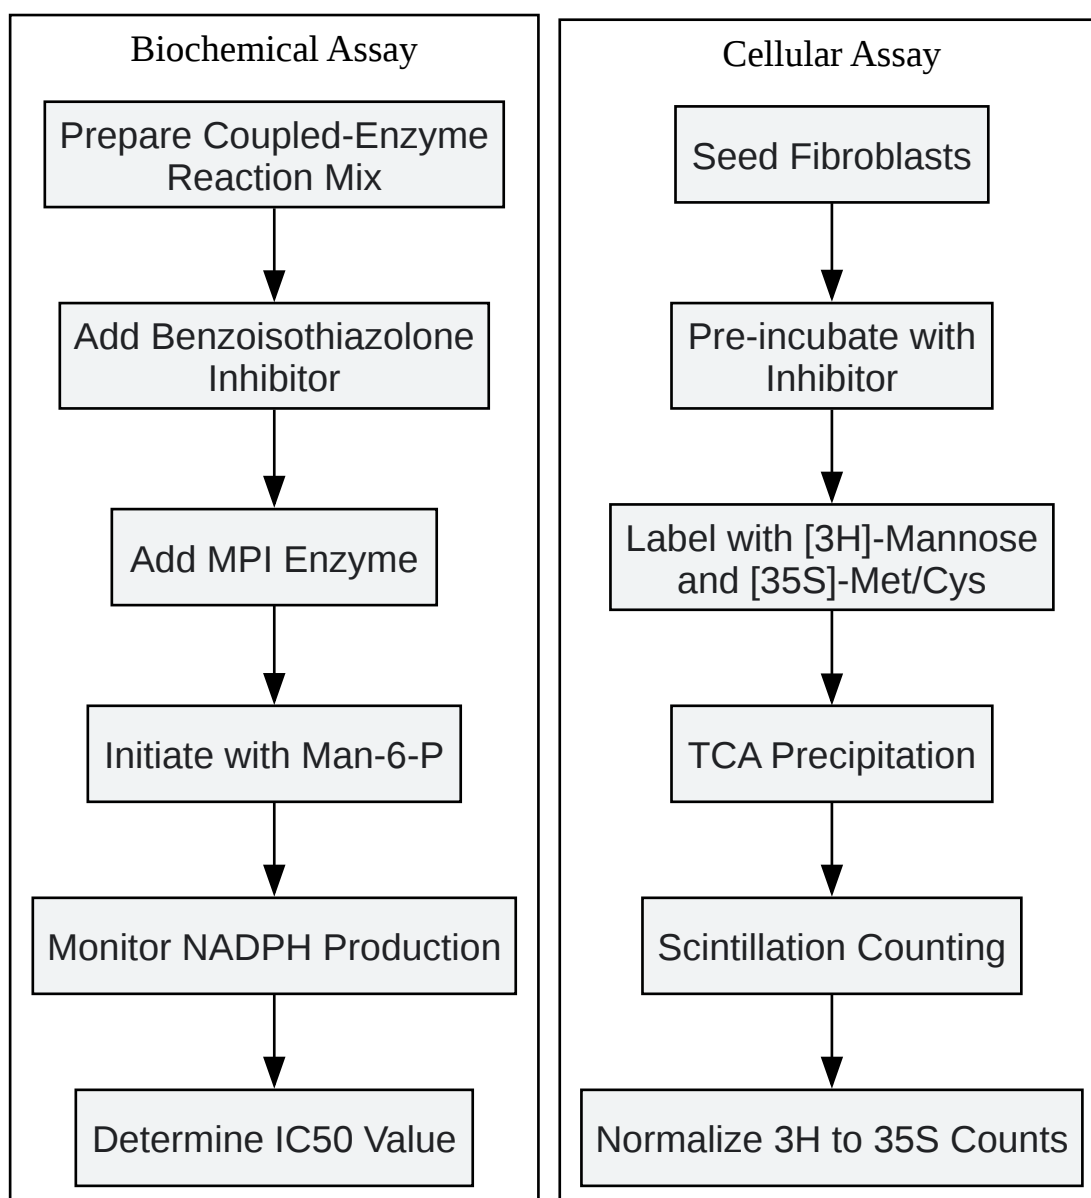 Biochemical Assay
Prepare Coupled-Enzyme
Reaction Mix
Add Benzoisothiazolone
Inhibitor
Add MPI Enzyme
Initiate with Man-6-P
Monitor NADPH Production
Determine IC50 Value
Cellular Assay
Seed Fibroblasts
Pre-incubate with
Inhibitor
Label with [3H]-Mannose
and [35S]-Met/Cys
TCA Precipitation
Scintillation Counting
Normalize 3H to 35S Counts